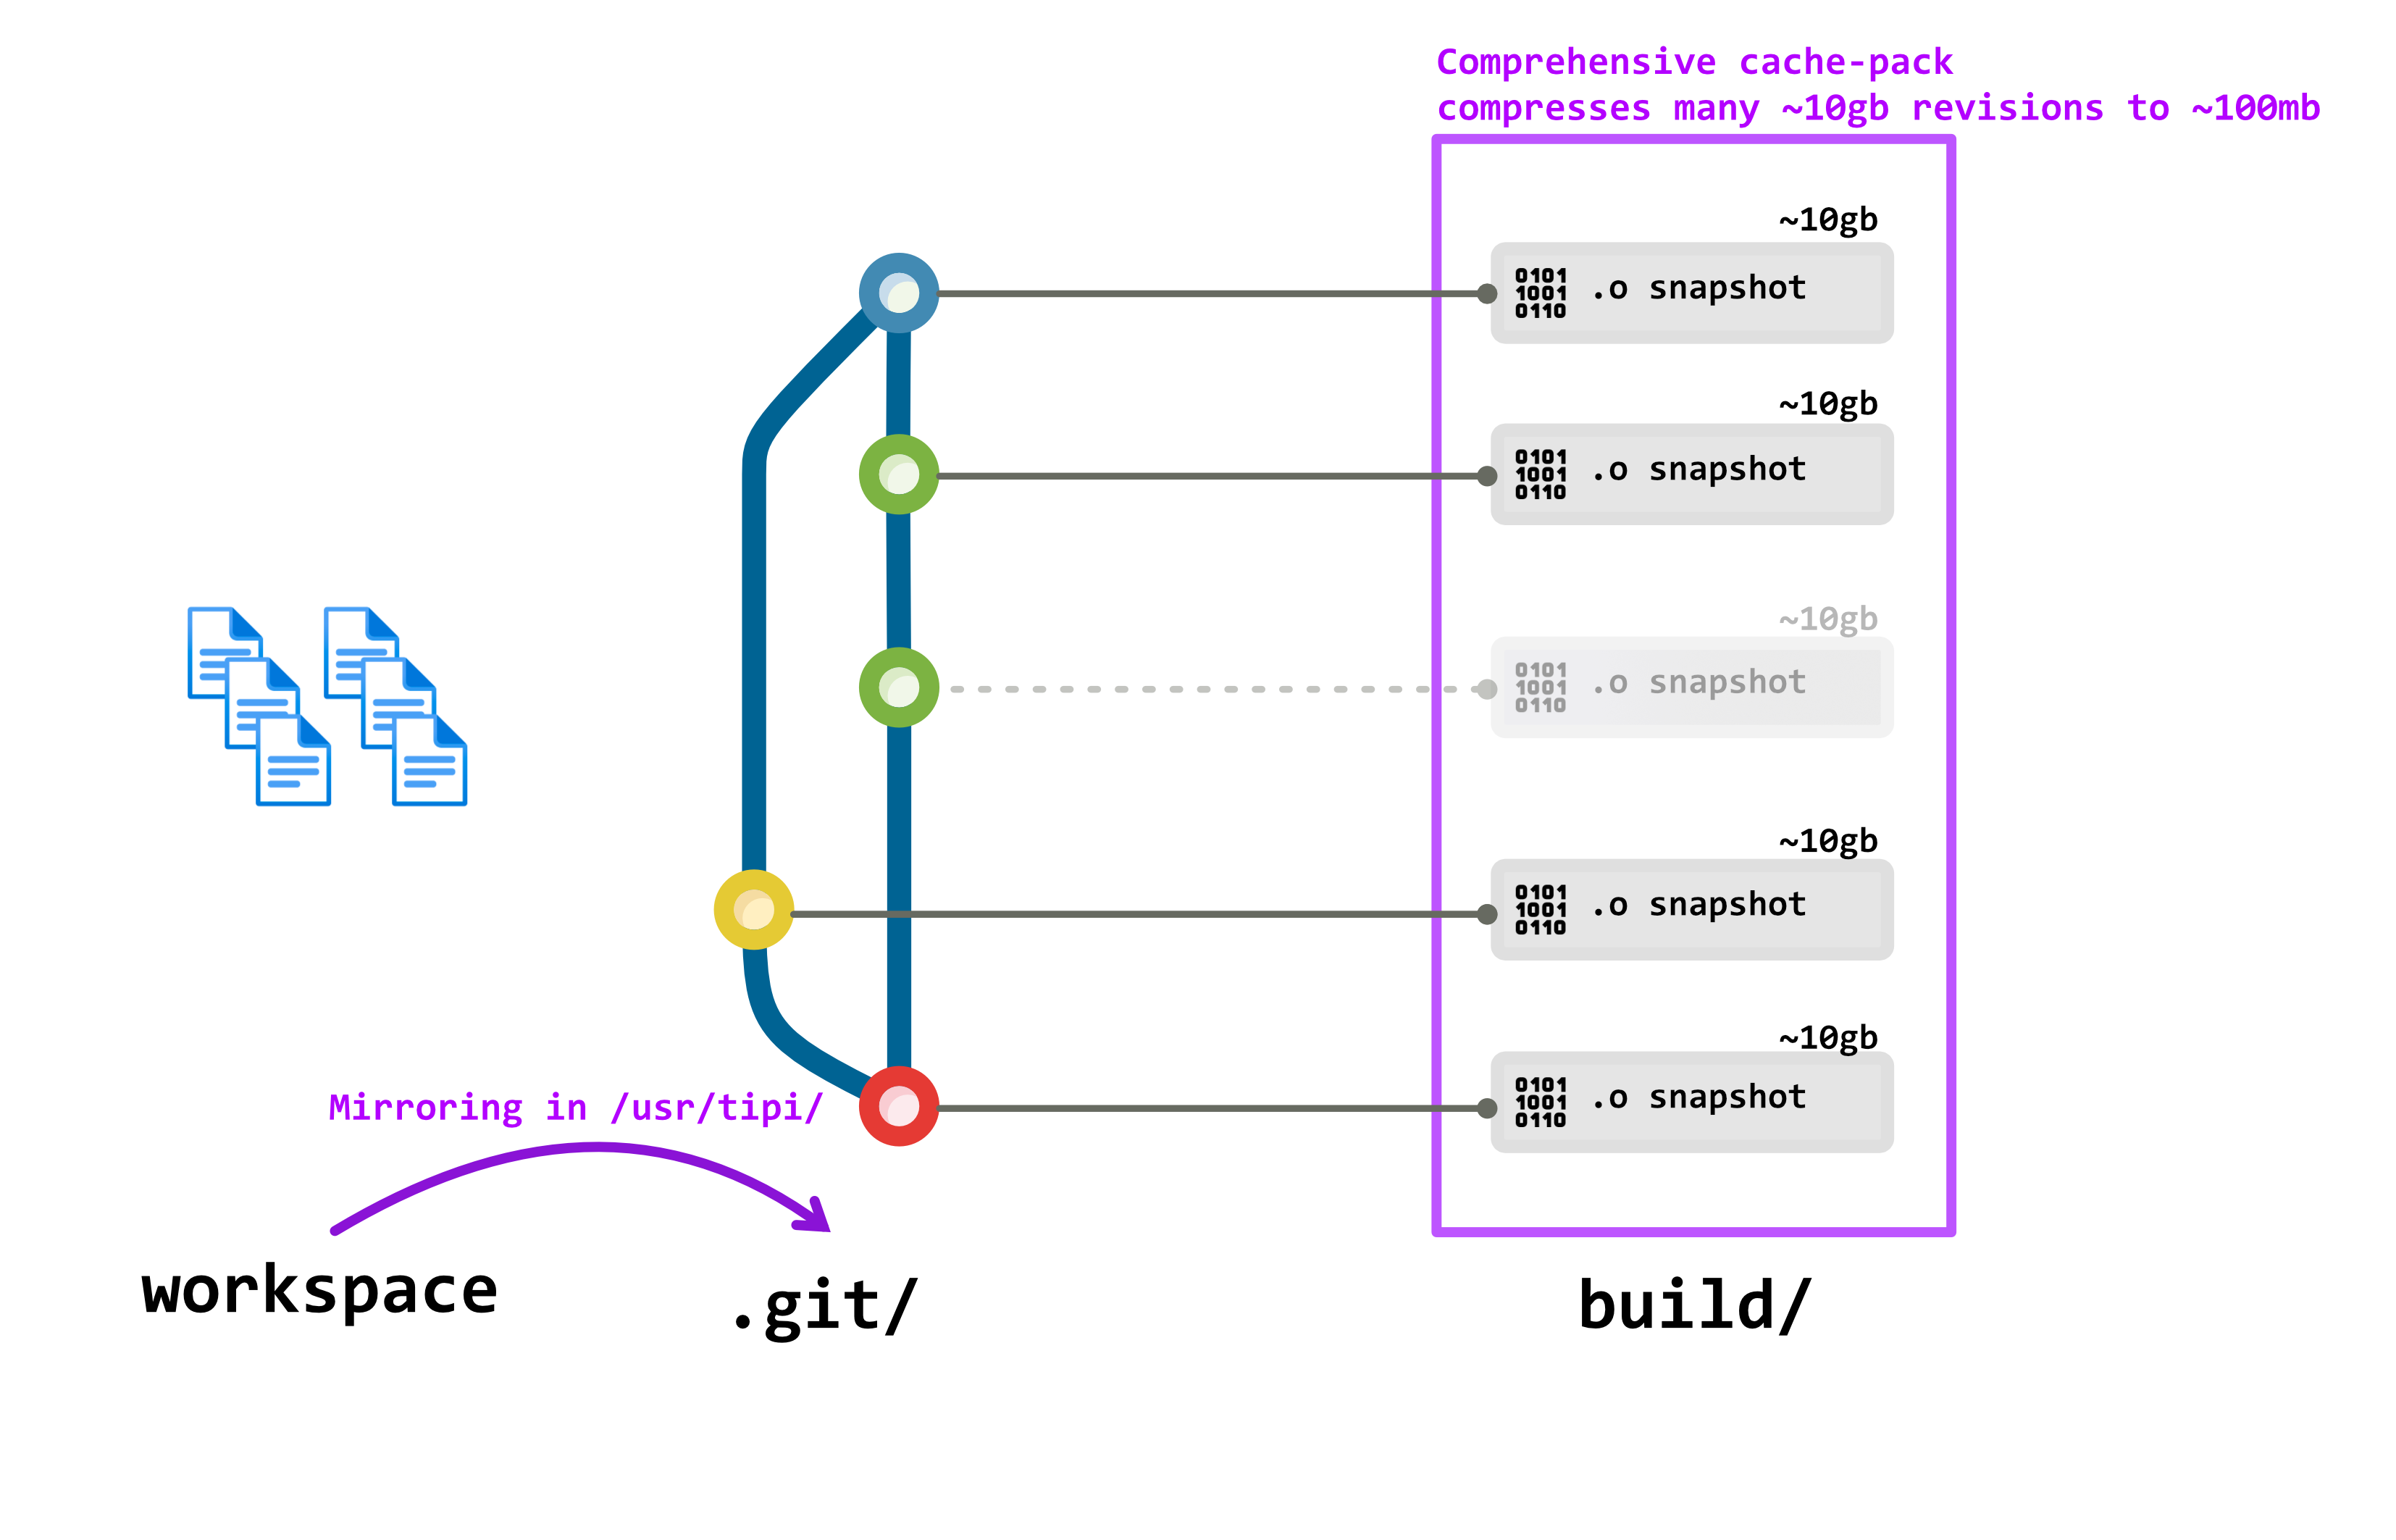 Comprehensive cache-pack
compresses many ~10gb revisions to ~100mb
~10gb
0101
1001
0110
.o snapshot
~10gb
0101
1001
0110
.o snapshot
~10gb
0101
1001
0110
.o snapshot
~10gb
0101
1001
0110
.o snapshot
~10gb
0101
1001
0110
.o snapshot
Mirroring in /usr/tipi/
workspace
.git/
build/